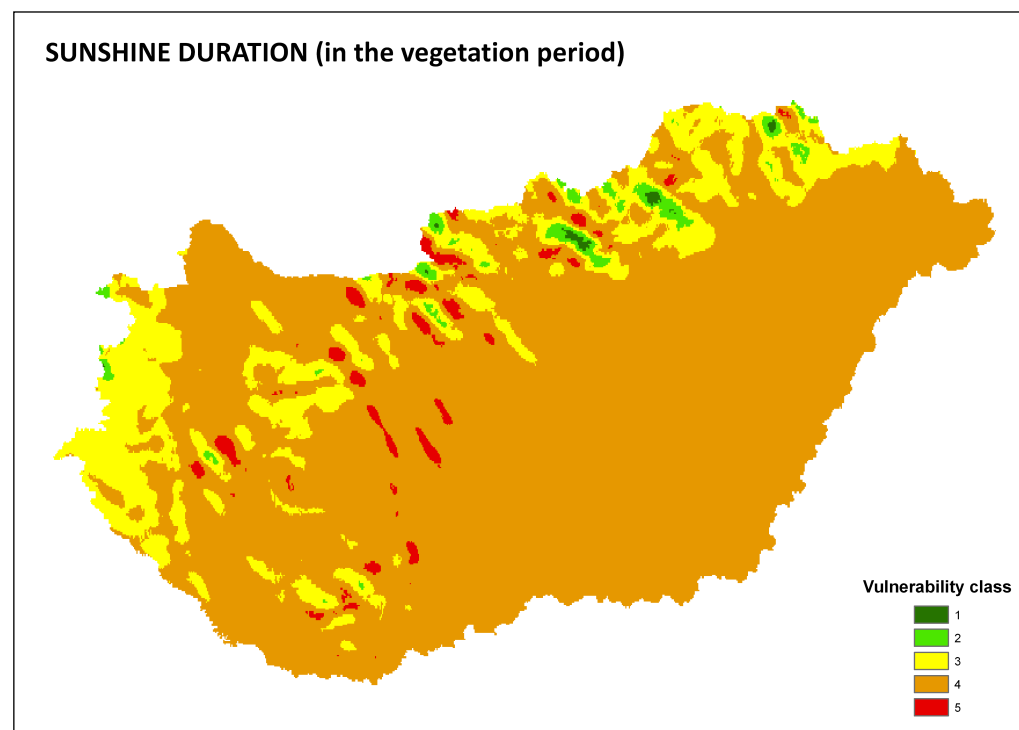 SUNSHINE DURATION (in the vegetation period)
Vulnerability class
1
2
3
4
5